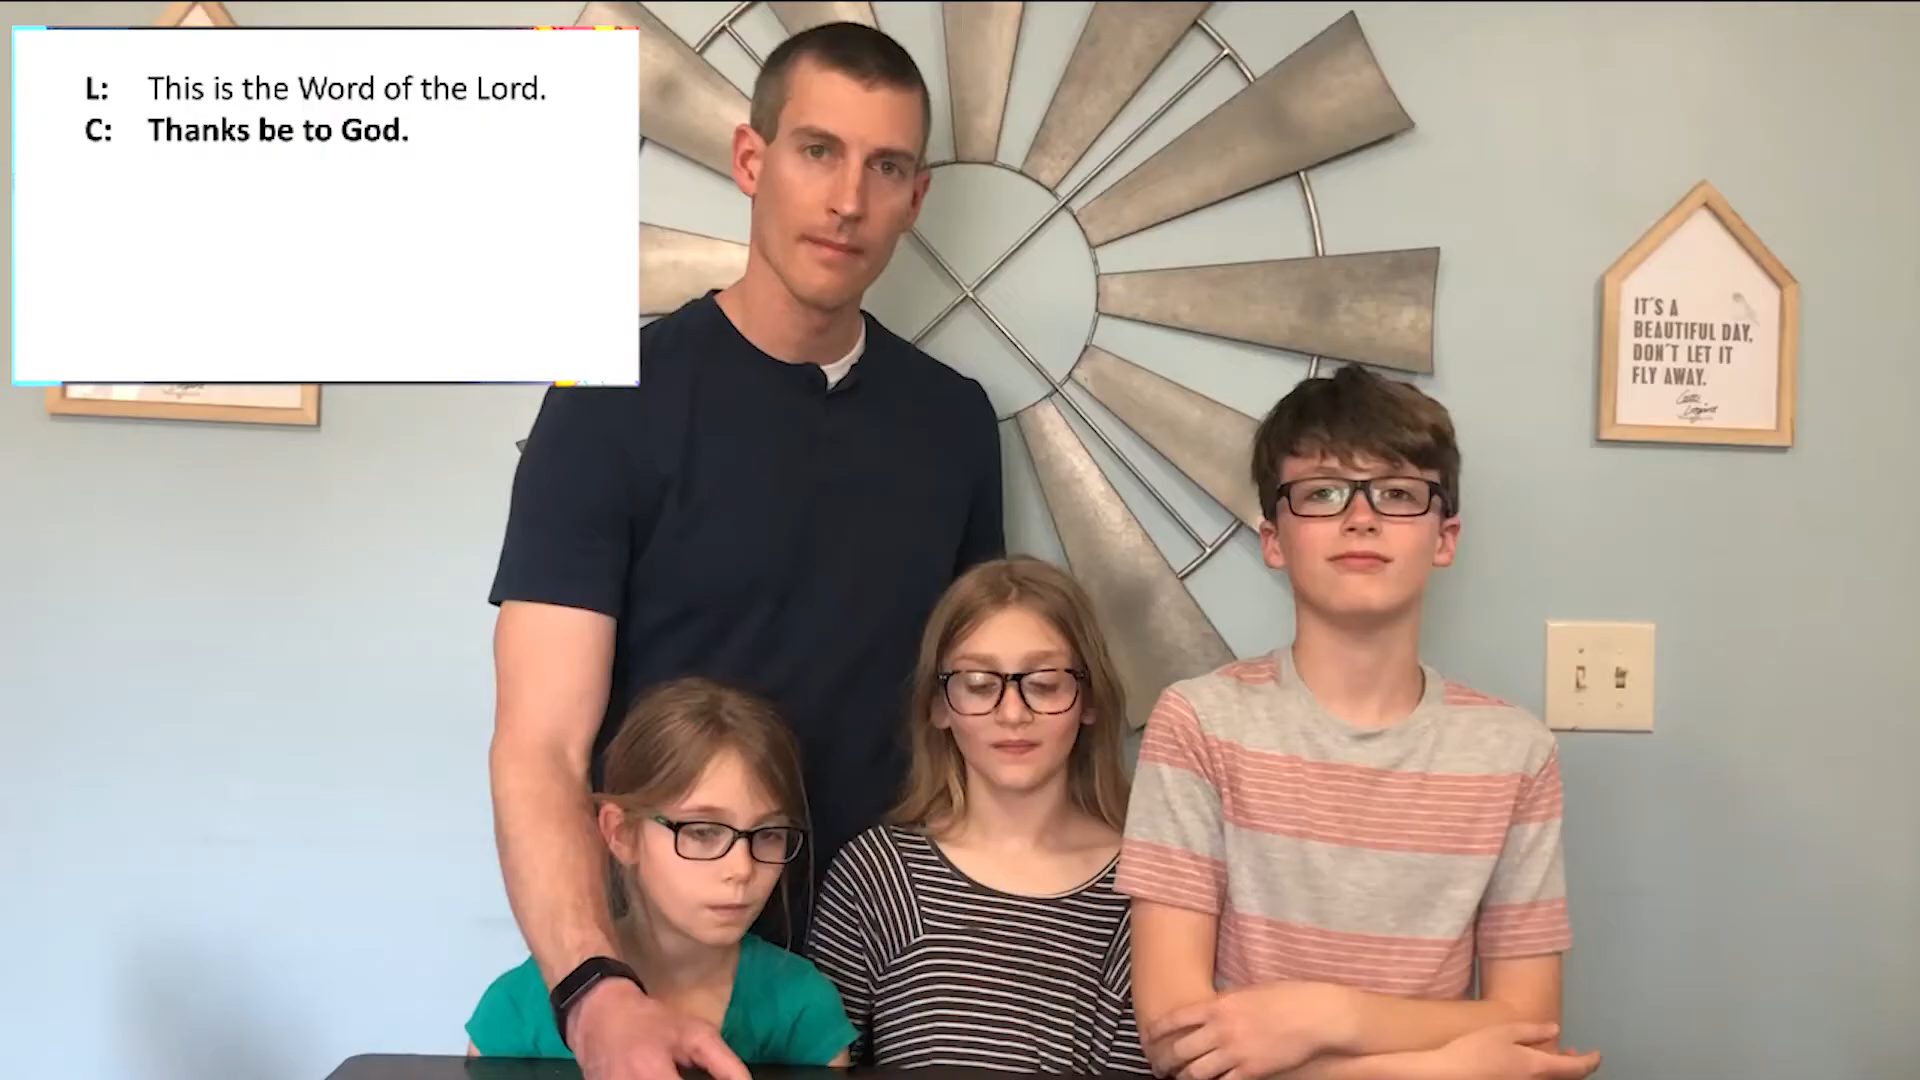 L: This is the Word of the Lord.
C: Thanks be to God.
IT'S A
BEAUTIFUL DAY,
DON'T LET IT
FLY AWAY.